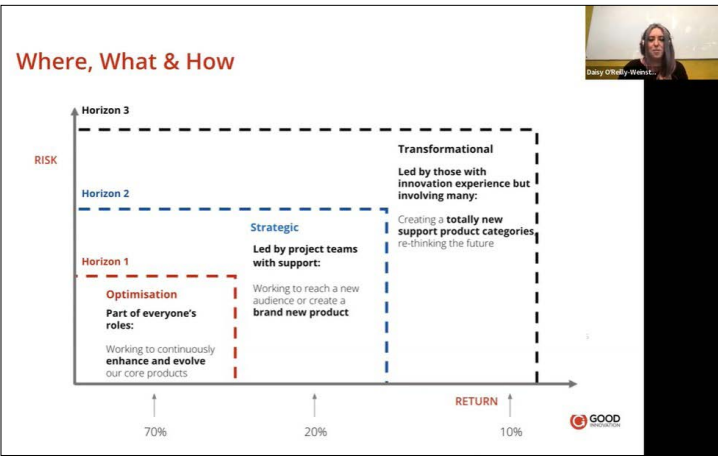 Where, What & How
Daisy O'Reilly-Weinst...
Horizon 3
RISK
Transformational
Led by those with
innovation experience but
involving many:
Creating a totally new
support product categories,
re-thinking the future
Horizon 2
Strategic
Led by project teams
with support:
Working to reach a new
audience or create a
brand new product
Horizon 1
Optimisation
Part of everyone's
roles:
Working to continuously
enhance and evolve
our core products
RETURN
GOOD
INNOVATION
70%
20%
10%